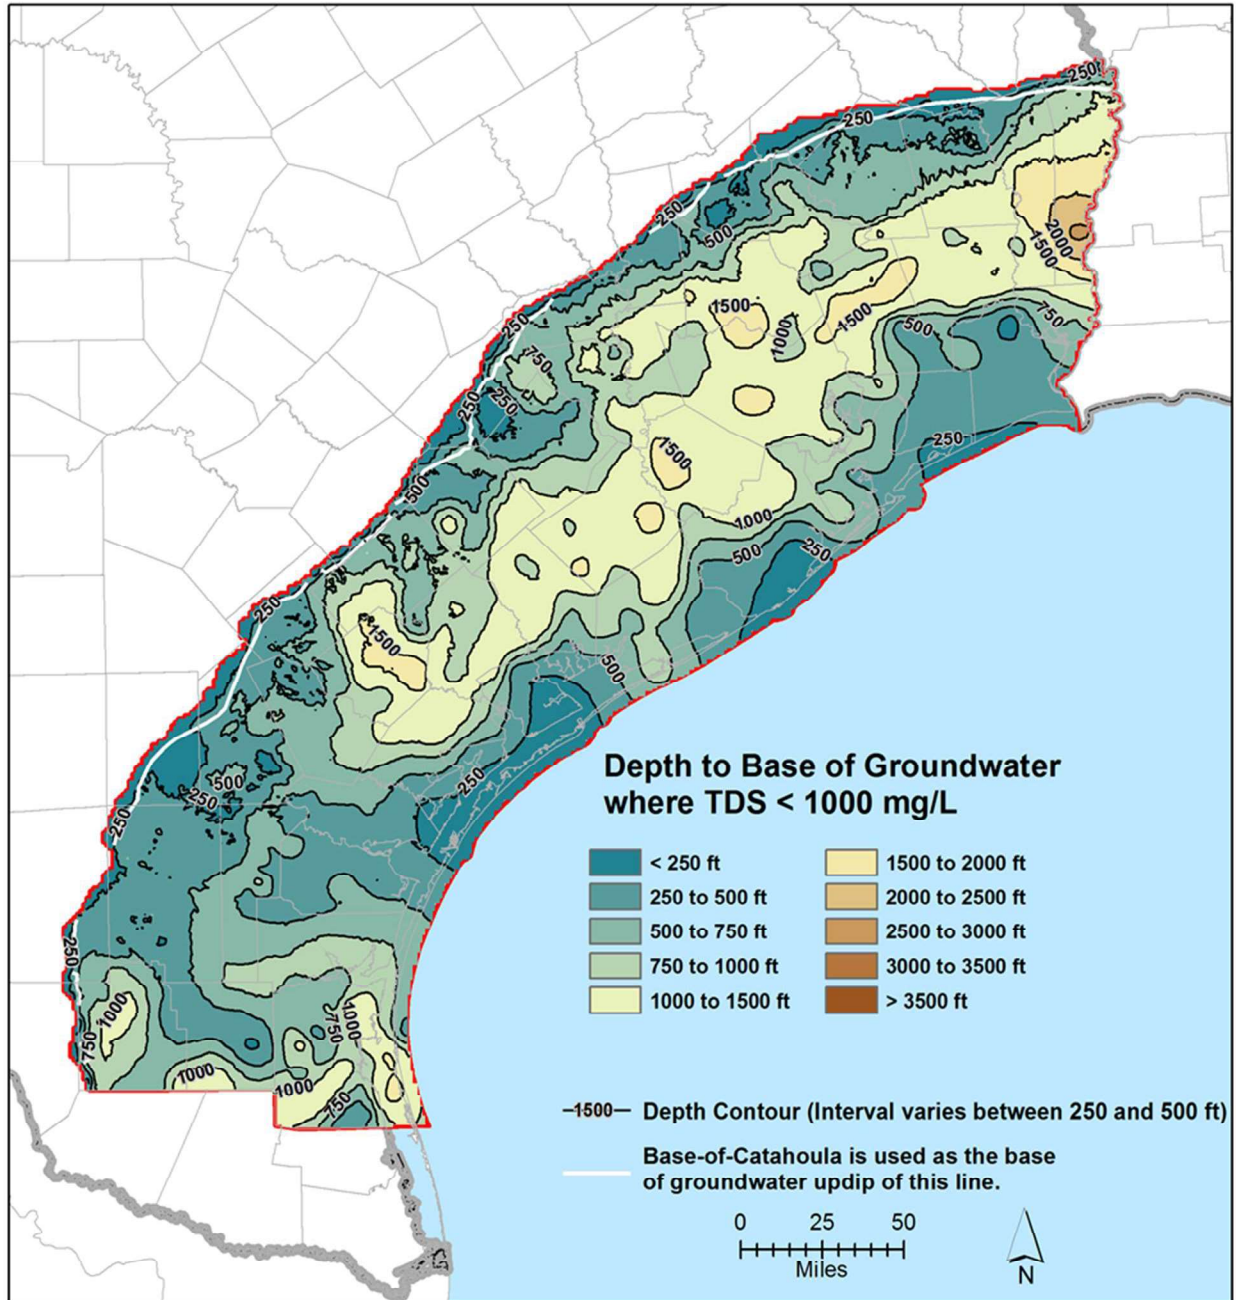 250
250
250
500
2000
1500
1500
1000
1500
500
750
250
750
250
250
1500
250
500
1000
500
250
250
1500
500
250
500
250
250
250
1000
750
750
1000
1000
1000
750
Depth to Base of Groundwater
where TDS < 1000 mg/L
< 250 ft
250 to 500 ft
500 to 750 ft
750 to 1000 ft
1000 to 1500 ft
1500 to 2000 ft
2000 to 2500 ft
2500 to 3000 ft
3000 to 3500 ft
> 3500 ft
1500 Depth Contour (Interval varies between 250 and 500 ft)
Base-of-Catahoula is used as the base
of groundwater updip of this line.
0 25 50
Miles
N